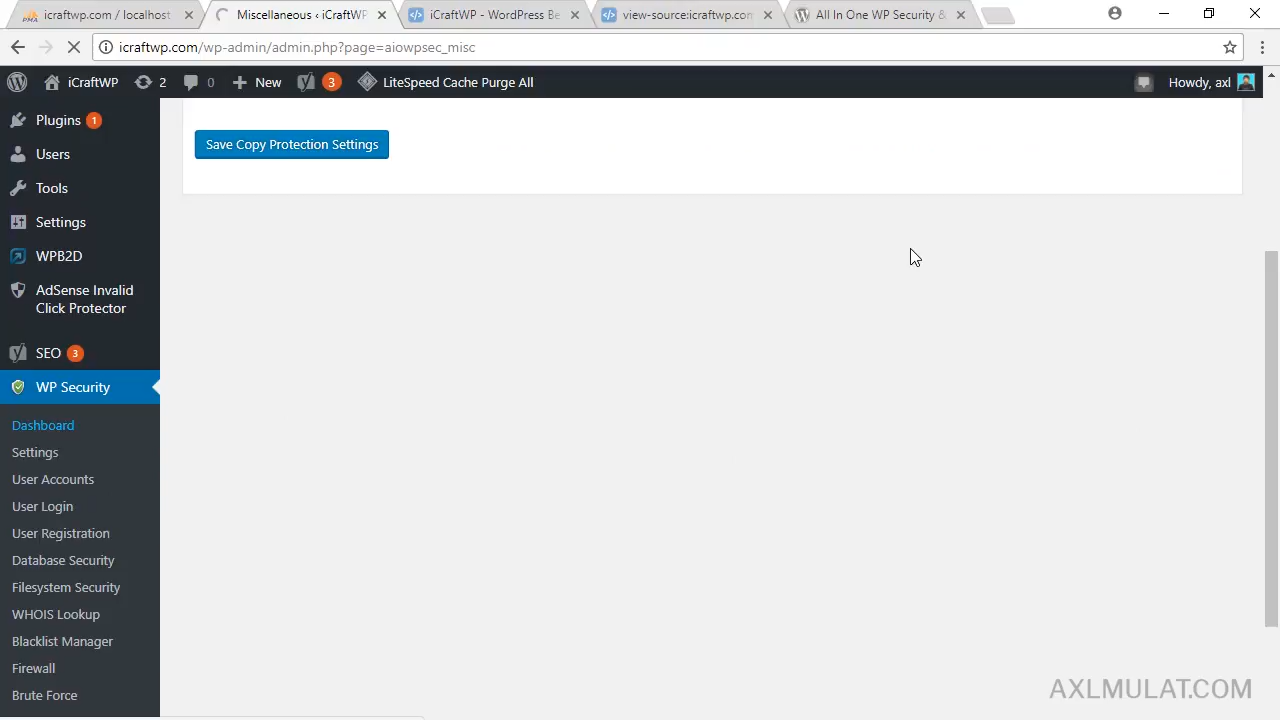 icraftwp.com / localhost
Miscellaneous ‹ iCraftWP
iCraftWP - WordPress Be
view-source:icraftwp.com
All In One WP Security &
icraftwp.com/wp-admin/admin.php?page=aiowpsec_misc
iCraftWP
2
0
New
3
LiteSpeed Cache Purge All
Howdy, axl
Plugins 1
Users
Tools
Settings
WPB2D
AdSense Invalid
Click Protector
SEO 3
WP Security
Dashboard
Settings
User Accounts
User Login
User Registration
Database Security
Filesystem Security
WHOIS Lookup
Blacklist Manager
Firewall
Brute Force
Save Copy Protection Settings
AXLMULAT.COM